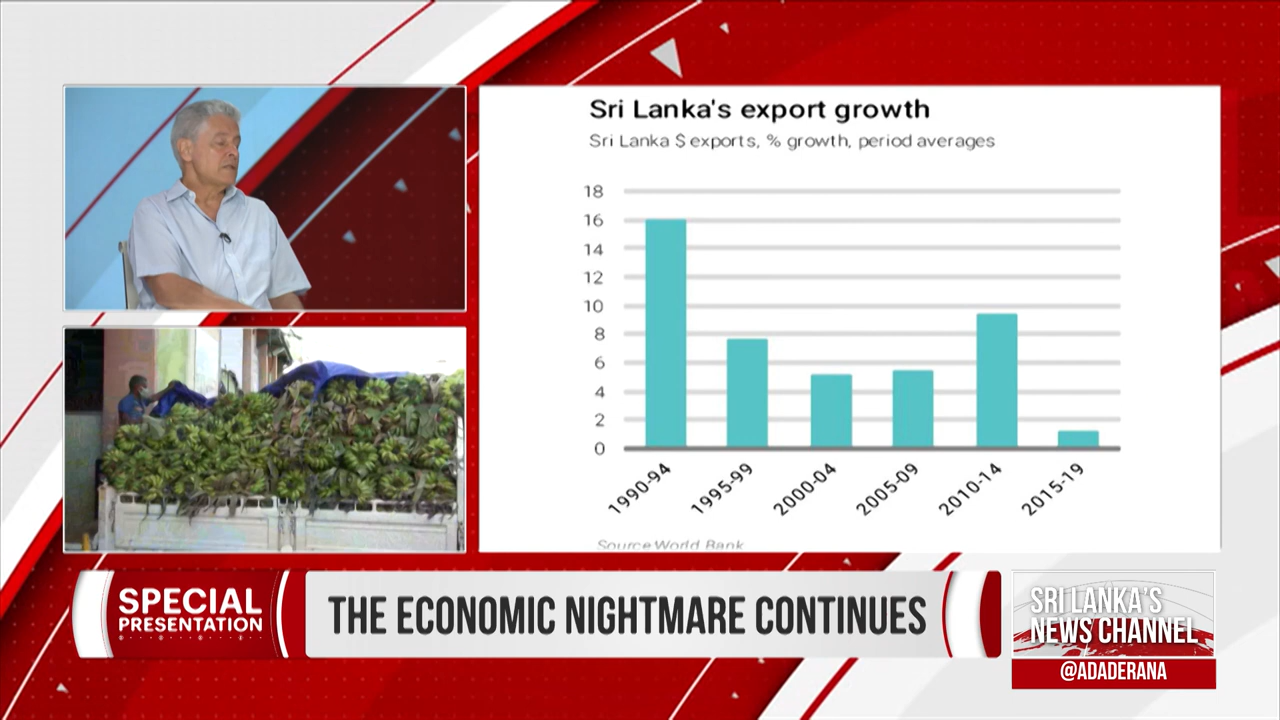 Sri Lanka's export growth
Sri Lanka $ exports, % growth, period averages
18
16
14
12
10
8
6
4
2
0
1990-94
1995-99
2000-04
2005-09
2010-14
2015-19
Source World Bank
SPECIAL
PRESENTATION
THE ECONOMIC NIGHTMARE CONTINUES
SRI LANKA'S
NEWS CHANNEL
@ADADERANA